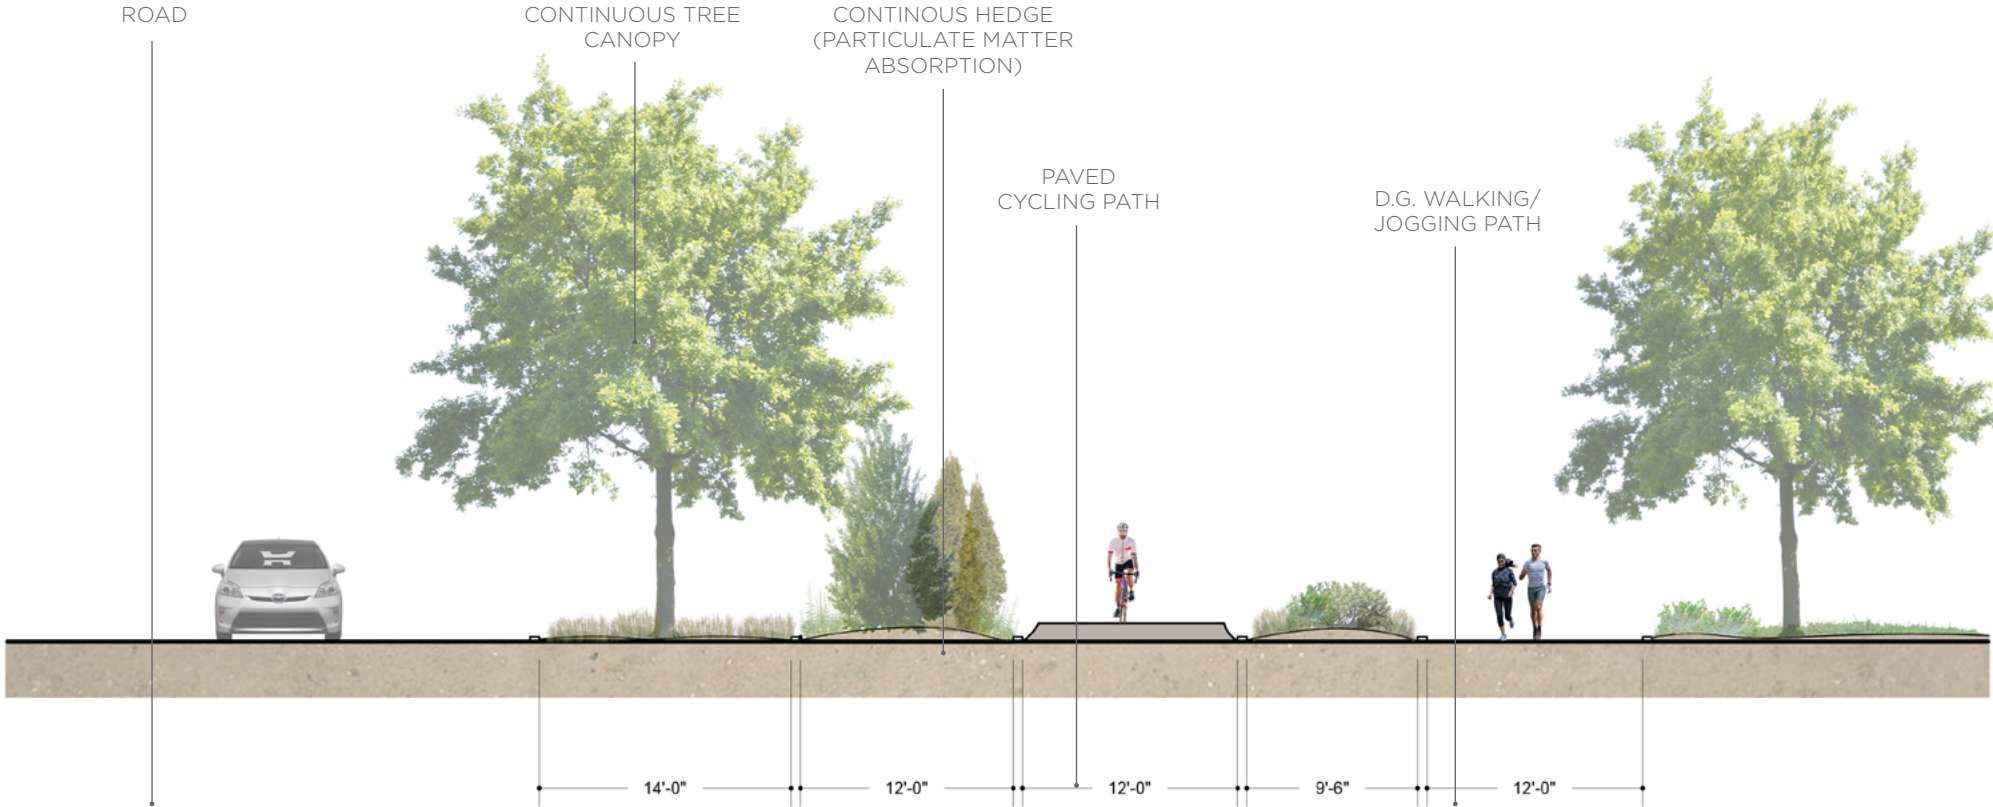 ROAD
CONTINUOUS TREE
CANOPY
CONTINOUS HEDGE
(PARTICULATE MATTER
ABSORPTION)
PAVED
CYCLING PATH
D.G. WALKING/
JOGGING PATH
14'-0"
12'-0"
12'-0"
9'-6"
12'-0"